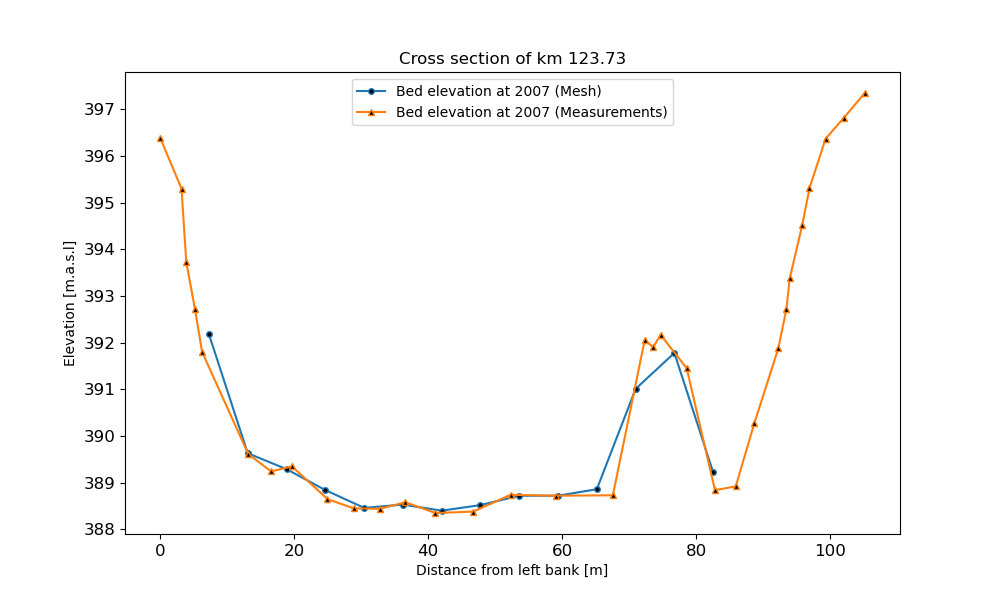 Cross section of km 123.73
Bed elevation at 2007 (Mesh)
Bed elevation at 2007 (Measurements)
397
396
395
394
393
392
391
390
389
388
Elevation [m.a.s.l]
0 20 40 60 80 100
Distance from left bank [m]